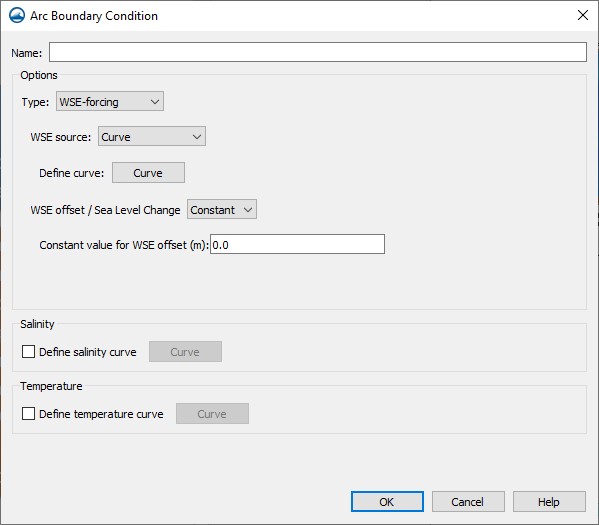 Arc Boundary Condition
Name:
Options
Type: WSE-forcing
WSE source: Curve
Define curve: Curve
WSE offset / Sea Level Change Constant
Constant value for WSE offset (m): 0.0
Salinity
Define salinity curve Curve
Temperature
Define temperature curve Curve
OK Cancel Help